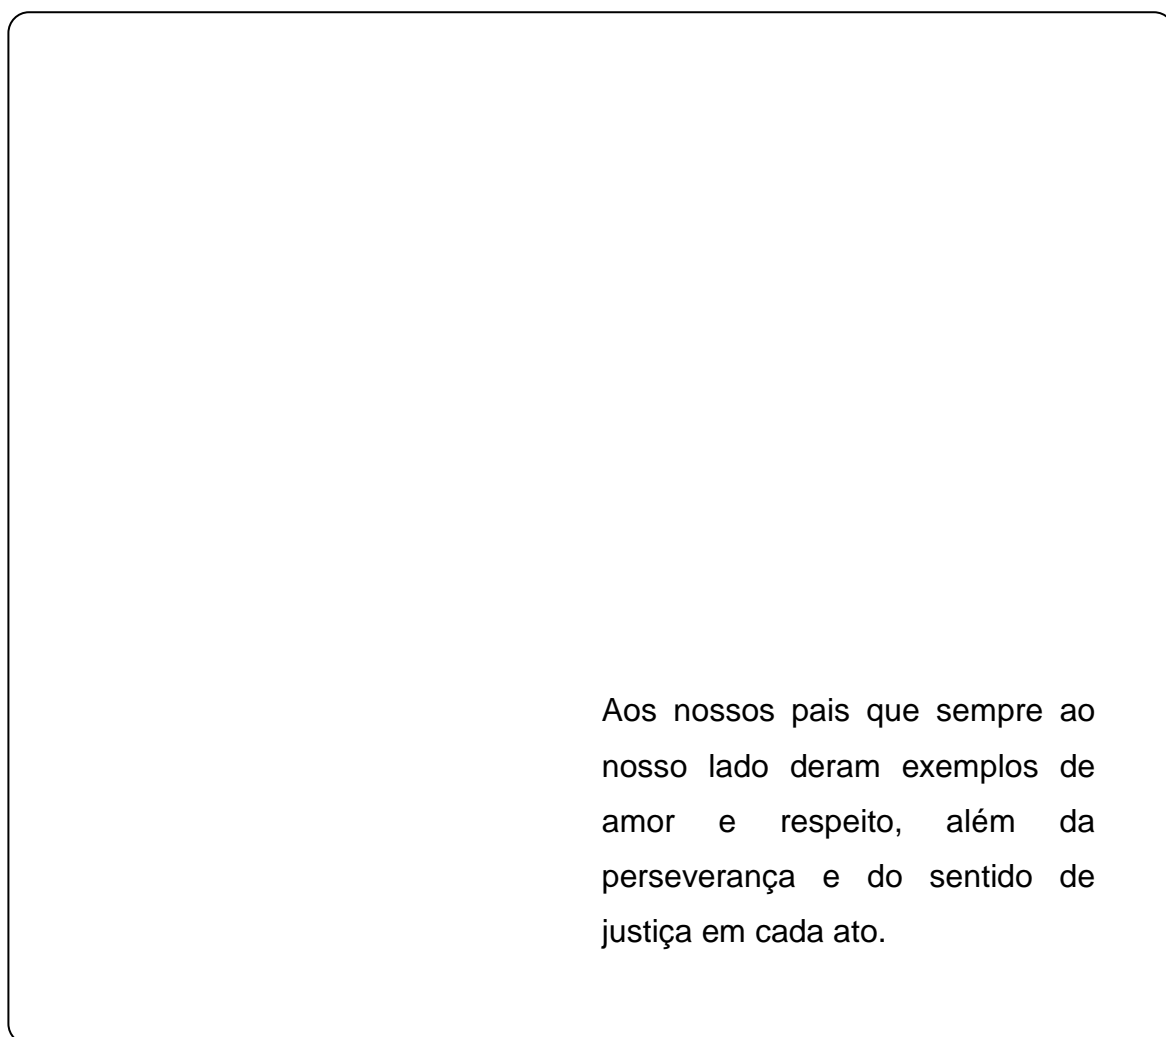 Aos nossos pais que sempre ao
nosso lado deram exemplos de
amor e respeito, além da
perseverança e do sentido de
justiça em cada ato.